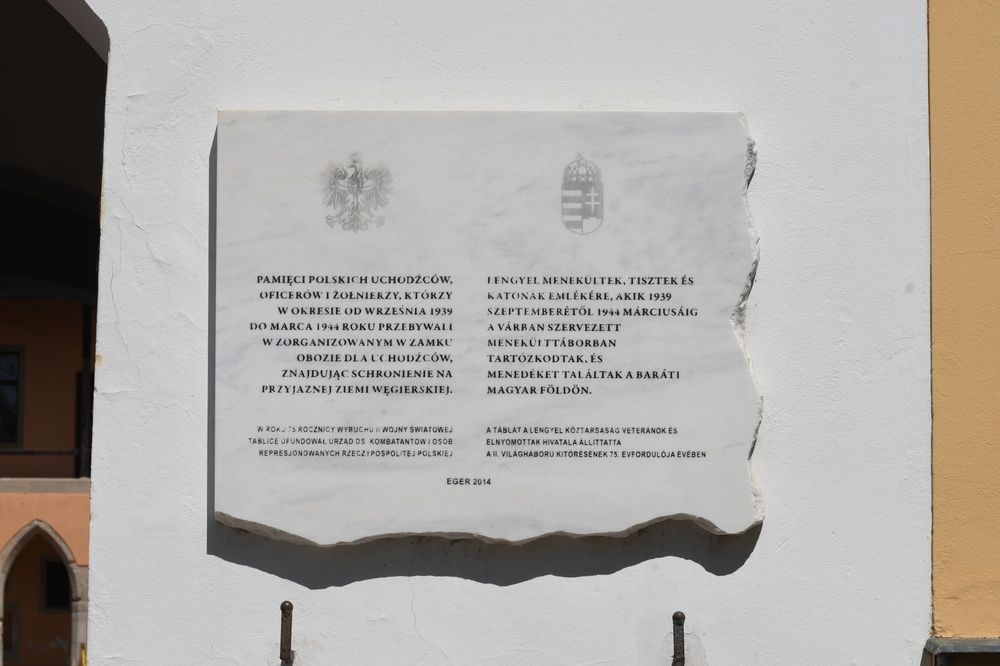 PAMIĘCI POLSKICH UCHODŹCÓW,
OFICERÓW I ŻOŁNIERZY, KTÓRZY
W OKRESIE OD WRZEŚNIA 1939
DO MARCA 1944 ROKU PRZEBYWALI
W ZORGANIZOWANYM W ZAMKU
OBOZIE DLA UCHODŹCÓW,
ZNAJDUJĄC SCHRONIENIE NA
PRZYJAZNEJ ZIEMI WĘGIERSKIEJ.
W ROKU 75 ROCZNICY WYBUCHU II WOJNY ŚWIATOWEJ
TABLICE UFUNDOWAŁ URZĄD DS. KOMBATANTÓW I OSÓB
REPRESJONOWANYCH RZECZYPOSPOLITEJ POLSKIEJ
LENGYEL MENEKÜLTEK, TISZTEK ÉS
KATONÁK EMLÉKÉRE, AKIK 1939
SZEPTEMBERÉTŐL 1944 MÁRCIUSÁIG
A VÁRBAN SZERVEZETT
MENEKÜLTTÁBORBAN
TARTÓZKODTAK, ÉS
MENEDÉKET TALÁLTAK A BARÁTI
MAGYAR FÖLDÖN.
A TÁBLÁT A LENGYEL KÖZTÁRSASÁG VETERÁNOK ÉS
ELNYOMOTTAK HIVATALA ÁLLÍTTATTA
A II. VILÁGHÁBORÚ KITÖRÉSÉNEK 75. ÉVFORDULÓJA ÉVÉBEN
EGER 2014